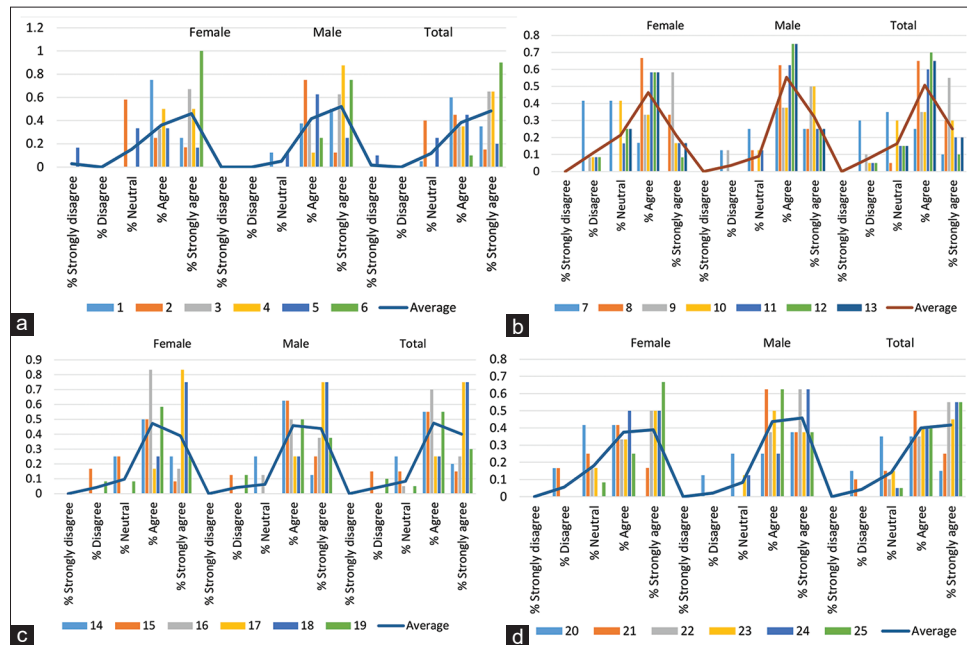 Female Male Total
1.2
1
0.8
0.6
0.4
0.2
0
% Strongly disagree
% Disagree
% Neutral
% Agree
% Strongly agree
% Strongly disagree
% Disagree
% Neutral
% Agree
% Strongly agree
% Strongly disagree
% Disagree
% Neutral
% Agree
% Strongly agree
1 2 3 4 5 6 Average
a
Female Male Total
0.8
0.7
0.6
0.5
0.4
0.3
0.2
0.1
0
% Strongly disagree
% Disagree
% Neutral
% Agree
% Strongly agree
% Strongly disagree
% Disagree
% Neutral
% Agree
% Strongly agree
% Strongly disagree
% Disagree
% Neutral
% Agree
% Strongly agree
7 8 9 10 11 12 13 Average
b
Female Male Total
0.9
0.8
0.7
0.6
0.5
0.4
0.3
0.2
0.1
0
% Strongly disagree
% Disagree
% Neutral
% Agree
% Strongly agree
% Strongly disagree
% Disagree
% Neutral
% Agree
% Strongly agree
% Strongly disagree
% Disagree
% Neutral
% Agree
% Strongly agree
14 15 16 17 18 19 Average
c
Female Male Total
0.8
0.7
0.6
0.5
0.4
0.3
0.2
0.1
0
% Strongly disagree
% Disagree
% Neutral
% Agree
% Strongly agree
% Strongly disagree
% Disagree
% Neutral
% Agree
% Strongly agree
% Strongly disagree
% Disagree
% Neutral
% Agree
% Strongly agree
20 21 22 23 24 25 Average
d